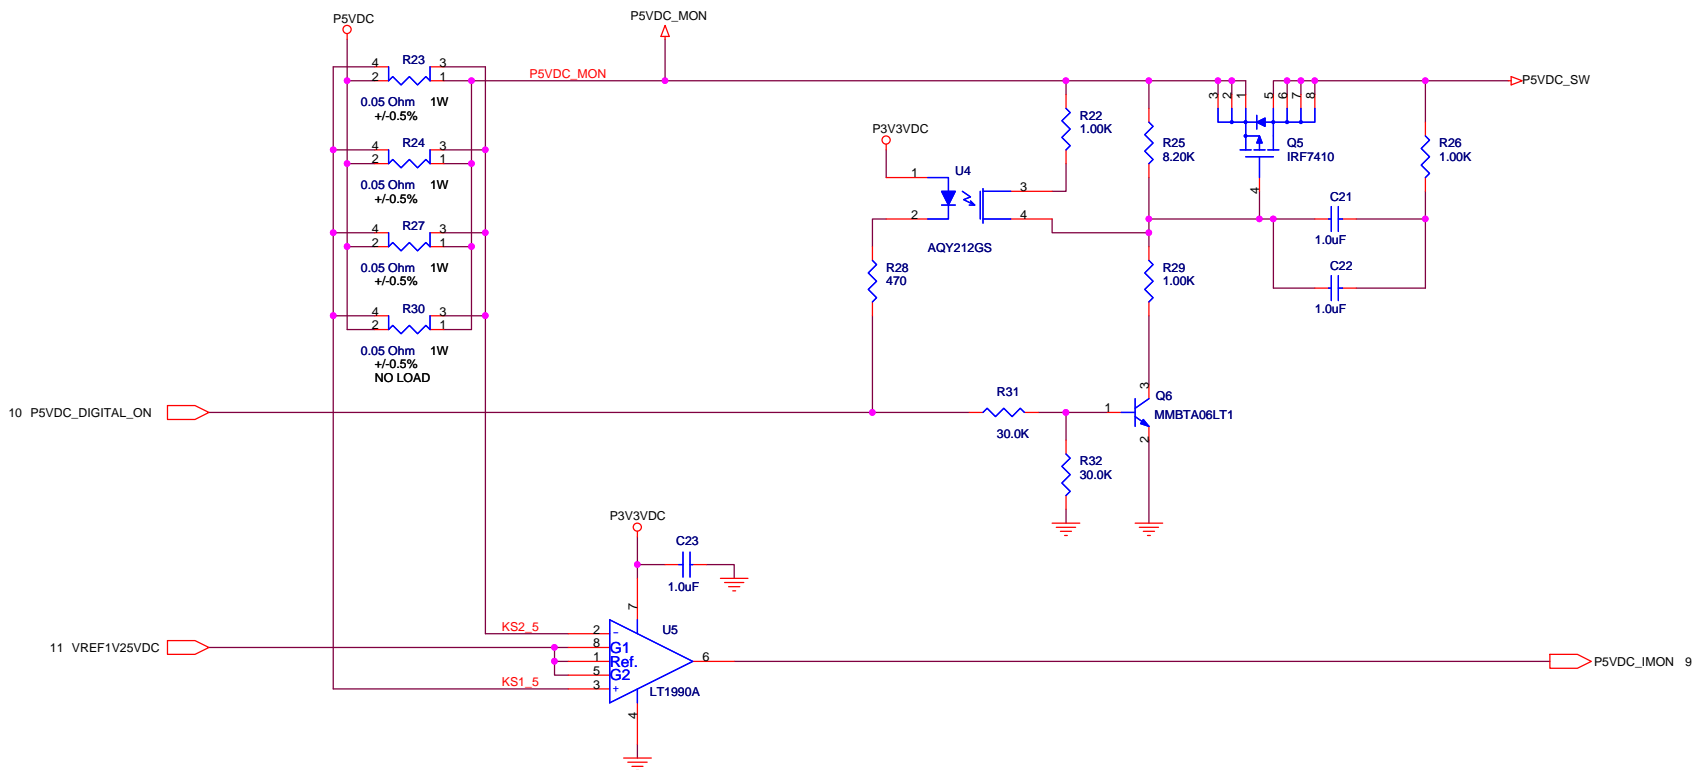 P5VDC
P5VDC_MON
4 R23 3
2 1
P5VDC_MON
P5VDC_SW
0.05 Ohm 1W
+/-0.5%
4 R24 3
2 1
0.05 Ohm 1W
+/-0.5%
4 R27 3
2 1
0.05 Ohm 1W
+/-0.5%
4 R30 3
2 1
0.05 Ohm 1W
+/-0.5%
NO LOAD
3 2 1 5 6 7 8
Q5
IRF7410
4
R22
1.00K
R25
8.20K
R26
1.00K
P3V3VDC
1 U4
3
2
4
AQY212GS
C21
1.0uF
C22
1.0uF
R28
470
R29
1.00K
10 P5VDC_DIGITAL_ON
R31
30.0K
3
1 Q6
MMBTA06LT1
2
R32
30.0K
P3V3VDC
C23
1.0uF
7
KS2_5 2 - U5
11 VREF1V25VDC
8 G1
1 Ref.
5 G2
KS1_5 3 +
LT1990A
6
4
P5VDC_IMON 9